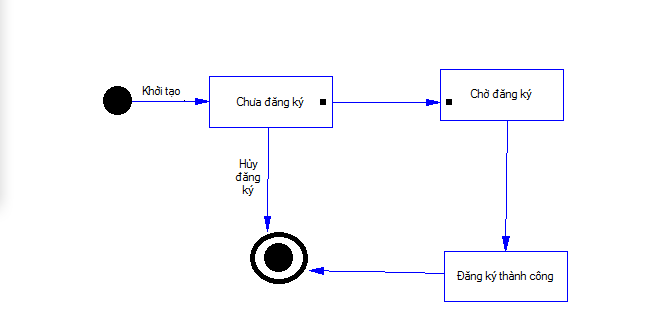 Khởi tạo
Chưa đăng ký
Chờ đăng ký
Hủy
đăng
ký
Đăng ký thành công